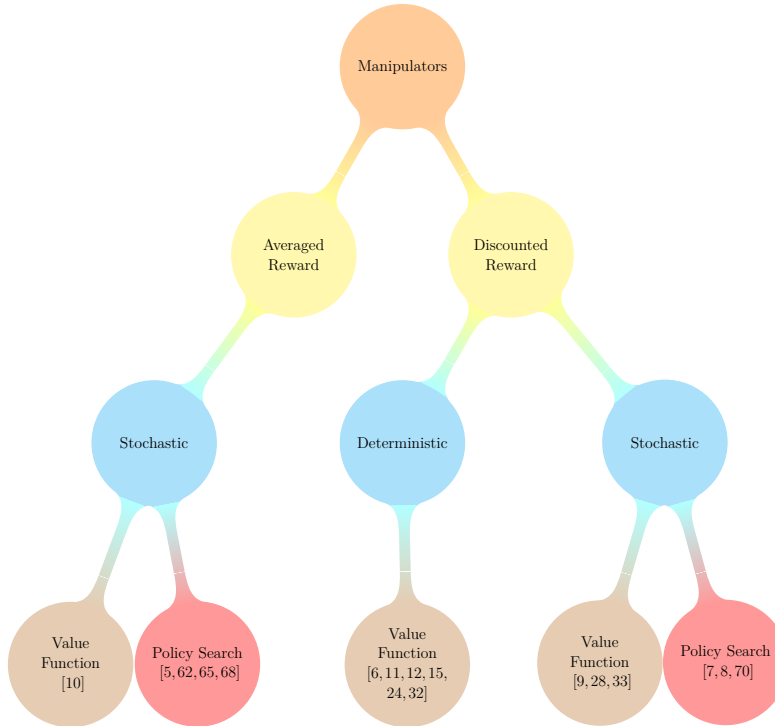 Manipulators
Averaged
Reward
Discounted
Reward
Stochastic
Deterministic
Stochastic
Value
Function
[10]
Policy Search
[5, 62, 65, 68]
Value
Function
[6, 11, 12, 15,
24, 32]
Value
Function
[9, 28, 33]
Policy Search
[7, 8, 70]